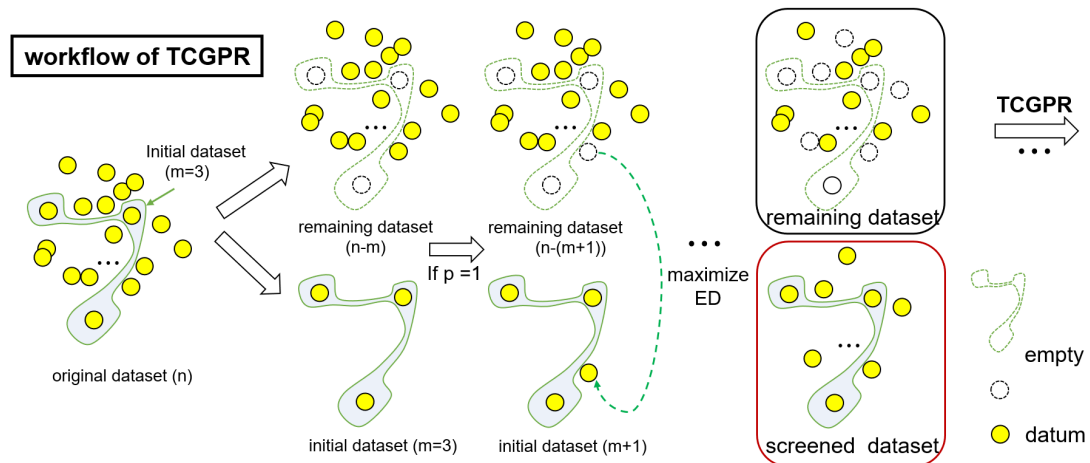 workflow of TCGPR
Initial dataset
(m=3)
...
original dataset (n)
...
remaining dataset
(n-m)
...
remaining dataset
(n-(m+1))
If p =1
initial dataset (m=3)
initial dataset (m+1)
...
maximize
ED
...
remaining dataset
...
screened dataset
TCGPR
...
empty
datum